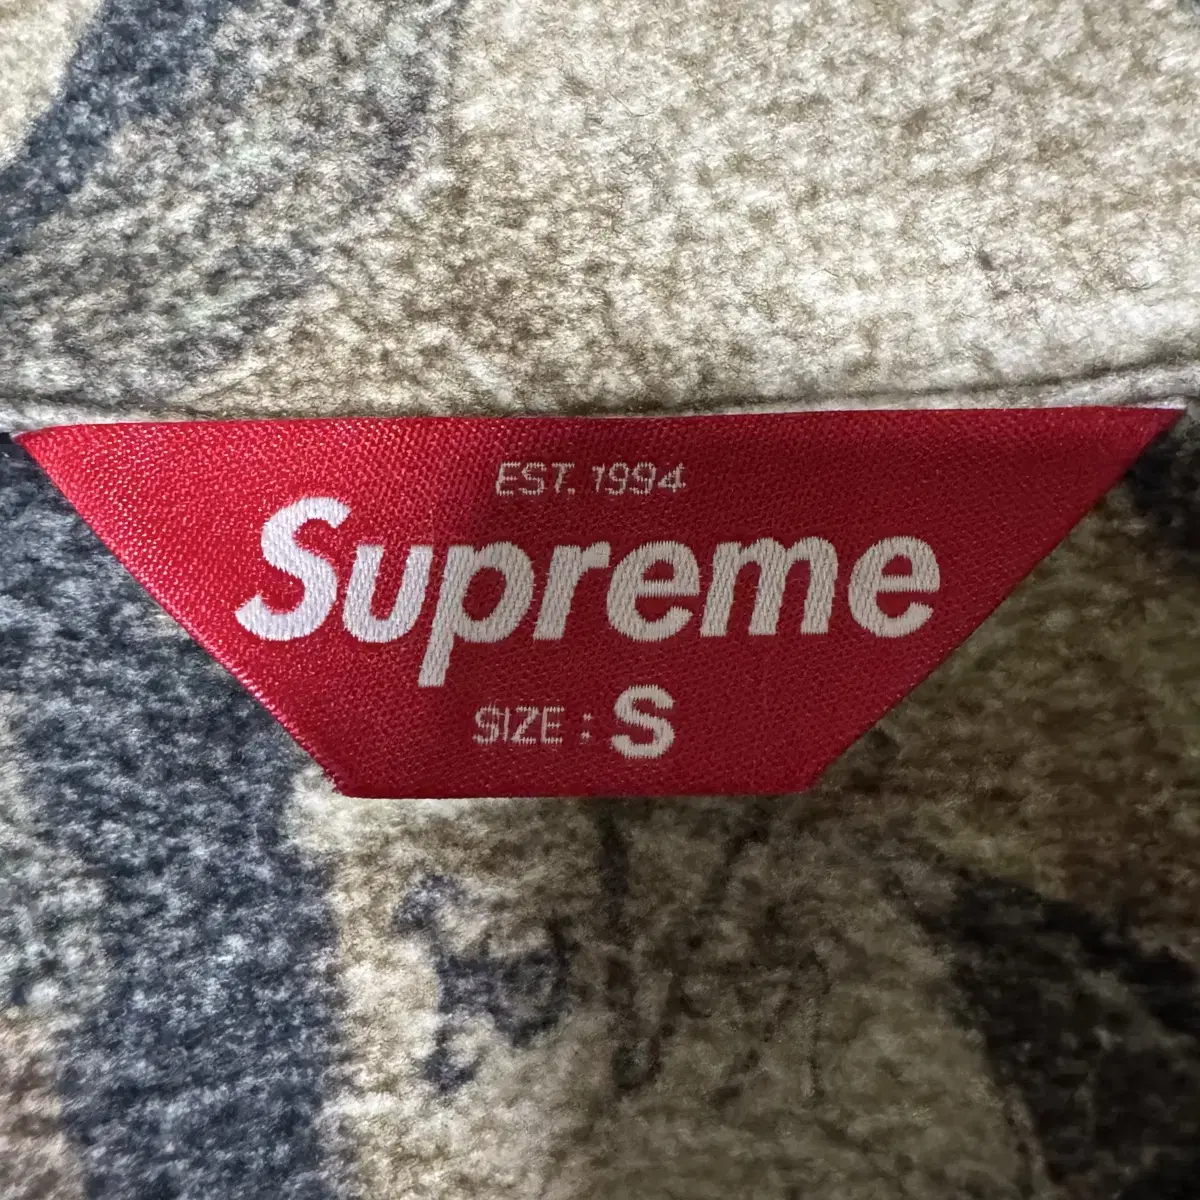 EST. 1994
Supreme
SIZE : S